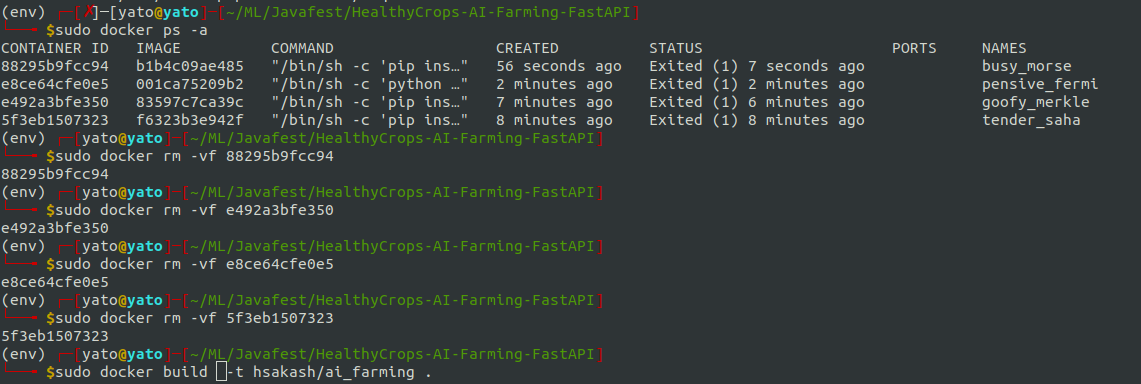 (env) ┌─[✗]─[yato@yato]─[~/ML/Javafest/HealthyCrops-AI-Farming-FastAPI]
└──╼ $sudo docker ps -a
CONTAINER ID   IMAGE          COMMAND                  CREATED          STATUS                      PORTS     NAMES
88295b9fcc94   b1b4c09ae485   "/bin/sh -c 'pip ins…"   56 seconds ago   Exited (1) 7 seconds ago              busy_morse
e8ce64cfe0e5   001ca75209b2   "/bin/sh -c 'python …"   2 minutes ago    Exited (1) 2 minutes ago              pensive_fermi
e492a3bfe350   83597c7ca39c   "/bin/sh -c 'pip ins…"   7 minutes ago    Exited (1) 6 minutes ago              goofy_merkle
5f3eb1507323   f6323b3e942f   "/bin/sh -c 'pip ins…"   8 minutes ago    Exited (1) 8 minutes ago              tender_saha
(env) ┌─[yato@yato]─[~/ML/Javafest/HealthyCrops-AI-Farming-FastAPI]
└──╼ $sudo docker rm -vf 88295b9fcc94
88295b9fcc94
(env) ┌─[yato@yato]─[~/ML/Javafest/HealthyCrops-AI-Farming-FastAPI]
└──╼ $sudo docker rm -vf e492a3bfe350
e492a3bfe350
(env) ┌─[yato@yato]─[~/ML/Javafest/HealthyCrops-AI-Farming-FastAPI]
└──╼ $sudo docker rm -vf e8ce64cfe0e5
e8ce64cfe0e5
(env) ┌─[yato@yato]─[~/ML/Javafest/HealthyCrops-AI-Farming-FastAPI]
└──╼ $sudo docker rm -vf 5f3eb1507323
5f3eb1507323
(env) ┌─[yato@yato]─[~/ML/Javafest/HealthyCrops-AI-Farming-FastAPI]
└──╼ $sudo docker build -t hsakash/ai_farming .